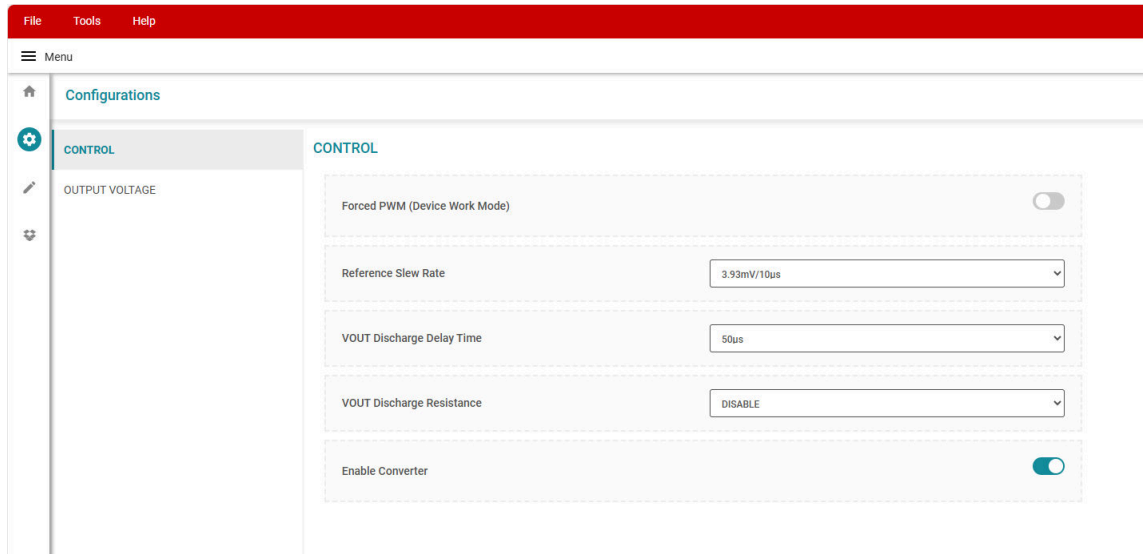 File Tools Help
Menu
Configurations
CONTROL
OUTPUT VOLTAGE
CONTROL
Forced PWM (Device Work Mode)
Reference Slew Rate 3.93mV/10µs
VOUT Discharge Delay Time 50µs
VOUT Discharge Resistance DISABLE
Enable Converter